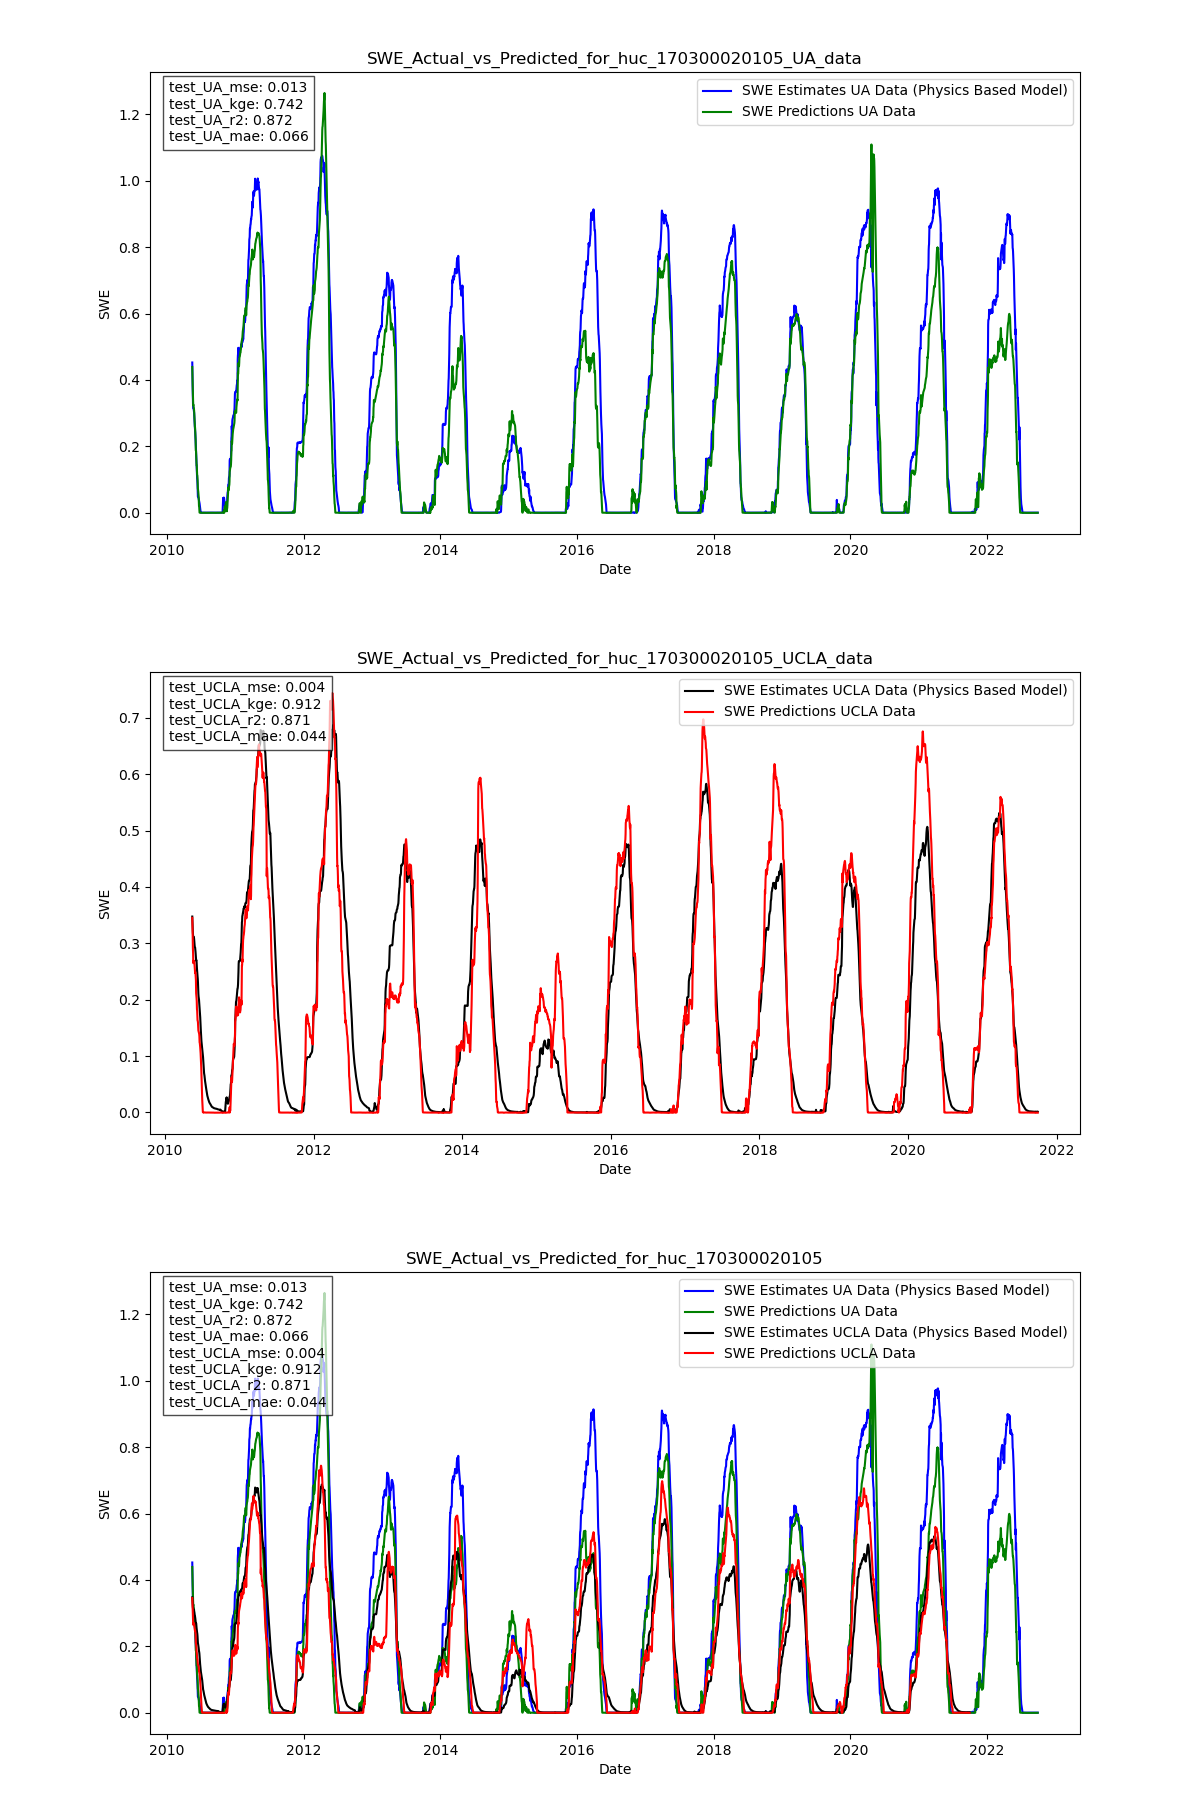 SWE_Actual_vs_Predicted_for_huc_170300020105_UA_data
test_UA_mse: 0.013
test_UA_kge: 0.742
test_UA_r2: 0.872
test_UA_mae: 0.066
SWE Estimates UA Data (Physics Based Model)
SWE Predictions UA Data
1.2
1.0
0.8
0.6
0.4
0.2
0.0
SWE
2010 2012 2014 2016 2018 2020 2022
Date
SWE_Actual_vs_Predicted_for_huc_170300020105_UCLA_data
test_UCLA_mse: 0.004
test_UCLA_kge: 0.912
test_UCLA_r2: 0.871
test_UCLA_mae: 0.044
SWE Estimates UCLA Data (Physics Based Model)
SWE Predictions UCLA Data
0.7
0.6
0.5
0.4
0.3
0.2
0.1
0.0
SWE
2010 2012 2014 2016 2018 2020 2022
Date
SWE_Actual_vs_Predicted_for_huc_170300020105
test_UA_mse: 0.013
test_UA_kge: 0.742
test_UA_r2: 0.872
test_UA_mae: 0.066
test_UCLA_mse: 0.004
test_UCLA_kge: 0.912
test_UCLA_r2: 0.871
test_UCLA_mae: 0.044
SWE Estimates UA Data (Physics Based Model)
SWE Predictions UA Data
SWE Estimates UCLA Data (Physics Based Model)
SWE Predictions UCLA Data
1.2
1.0
0.8
0.6
0.4
0.2
0.0
SWE
2010 2012 2014 2016 2018 2020 2022
Date